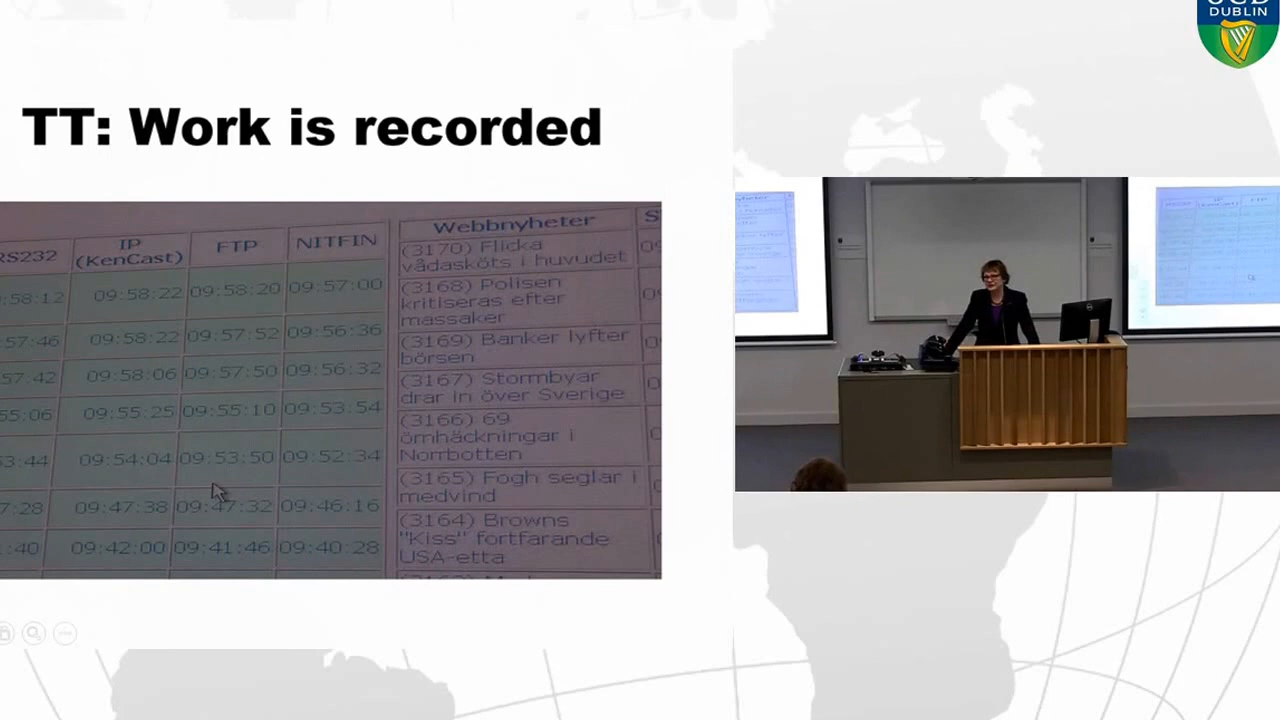 UCD
DUBLIN
TT: Work is recorded
RS232
IP
(KenCast)
FTP
NITFIN
Webbnyheter
:58:12
09:58:22
09:58:20
09:57:00
(3170) Flicka
vådasköts i huvudet
57:46
09:58:22
09:57:52
09:56:36
(3168) Polisen
kritiseras efter
massaker
57:42
09:58:06
09:57:50
09:56:32
(3169) Banker lyfter
börsen
55:06
09:55:25
09:55:10
09:53:54
(3167) Stormbyar
drar in över Sverige
53:44
09:54:04
09:53:50
09:52:34
(3166) 69
örnhäckningar i
Norrbotten
7:28
09:47:38
09:47:32
09:46:16
(3165) Fogh seglar i
medvind
:40
09:42:00
09:41:46
09:40:28
(3164) Browns
"Kiss" fortfarande
USA-etta